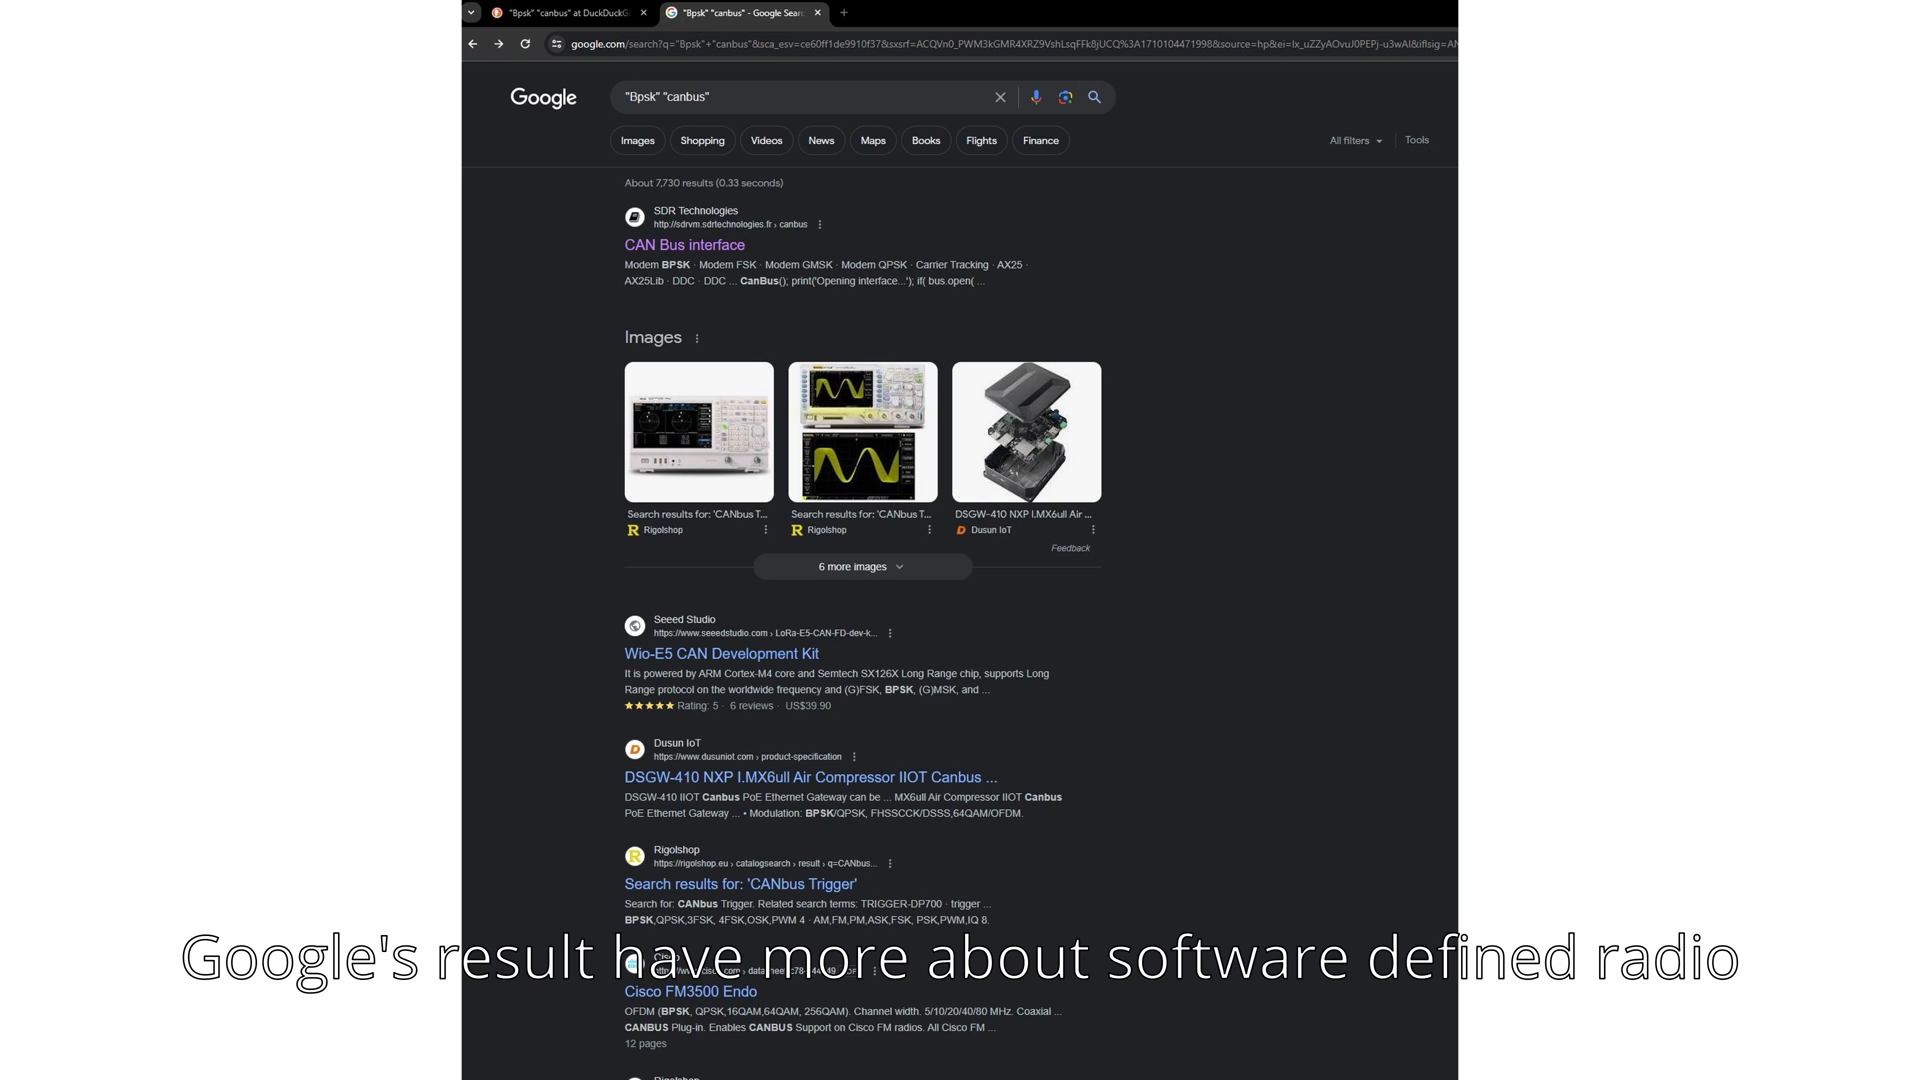 "Bpsk" "canbus" at DuckDuckG
"Bpsk" "canbus" - Google Sear
google.com/search?q="Bpsk"+"canbus"&sca_esv=ce60ff1de9910f37&sxsrf=ACQVn0_PWM3kGMR4XRZ9VshLsqFFk8jUCQ%3A1710104471998&source=hp&ei=lx_uZZyAOvuJ0PEPj-u3wAI&iflsig=AN
Google
"Bpsk" "canbus"
Images Shopping Videos News Maps Books Flights Finance
All filters Tools
About 7,730 results (0.33 seconds)
SDR Technologies
http://sdrvm.sdrtechnologies.fr › canbus
CAN Bus interface
Modem BPSK · Modem FSK · Modem GMSK · Modem QPSK · Carrier Tracking · AX25 ·
AX25Lib · DDC · DDC ... CanBus(); print('Opening interface...'); if( bus.open( ...
Images
Search results for: 'CANbus T...
Rigolshop
Search results for: 'CANbus T...
Rigolshop
DSGW-410 NXP I.MX6ull Air ...
Dusun IoT
Feedback
6 more images
Seeed Studio
https://www.seeedstudio.com › LoRa-E5-CAN-FD-dev-k...
Wio-E5 CAN Development Kit
It is powered by ARM Cortex-M4 core and Semtech SX126X Long Range chip, supports Long
Range protocol on the worldwide frequency and (G)FSK, BPSK, (G)MSK, and ...
Rating: 5 · 6 reviews · US$39.90
Dusun IoT
https://www.dusuniot.com › product-specification
DSGW-410 NXP I.MX6ull Air Compressor IIOT Canbus ...
DSGW-410 IIOT Canbus PoE Ethernet Gateway can be ... MX6ull Air Compressor IIOT Canbus
PoE Ethernet Gateway ... • Modulation: BPSK/QPSK, FHSSCCK/DSSS,64QAM/OFDM.
Rigolshop
https://rigolshop.eu › catalogsearch › result › q=CANbus...
Search results for: 'CANbus Trigger'
Search for: CANbus Trigger. Related search terms: TRIGGER-DP700 · trigger ...
BPSK,QPSK,3FSK, 4FSK,OSK,PWM 4 · AM,FM,PM,ASK,FSK, PSK,PWM,IQ 8.
Google's result have more about software defined radio
Cisco
Cisco FM3500 Endo
OFDM (BPSK, QPSK,16QAM,64QAM, 256QAM). Channel width. 5/10/20/40/80 MHz. Coaxial ...
CANBUS Plug-in. Enables CANBUS Support on Cisco FM radios. All Cisco FM ...
12 pages